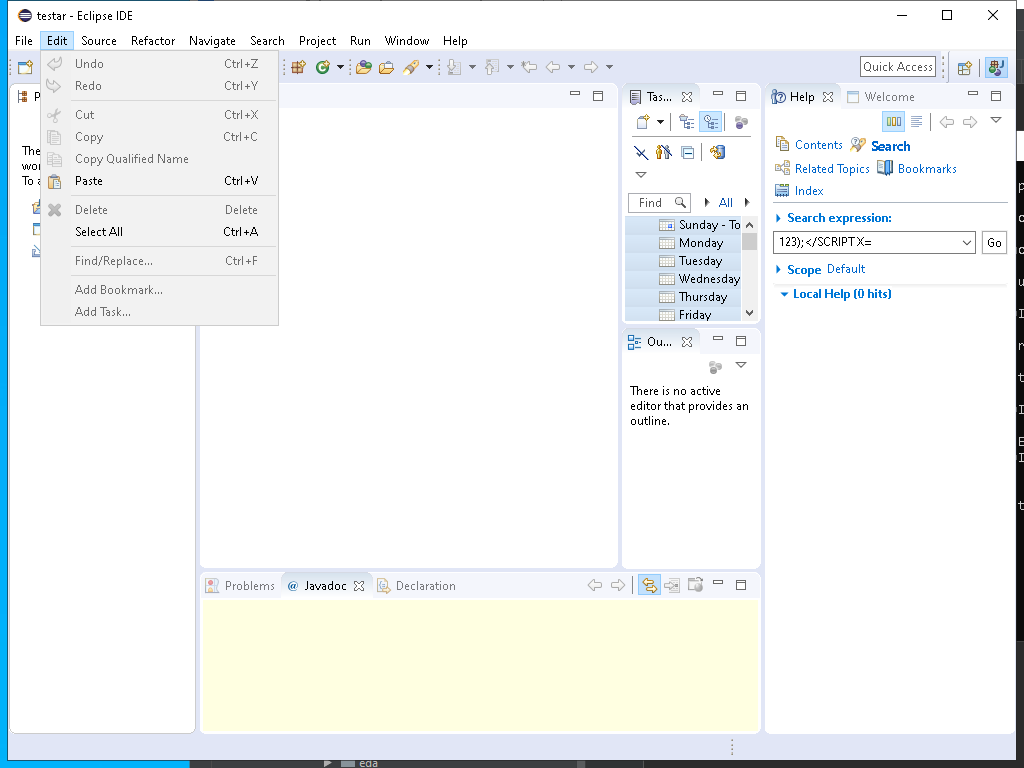 testar - Eclipse IDE
File Edit Source Refactor Navigate Search Project Run Window Help
Undo Ctrl+Z
Redo Ctrl+Y
Cut Ctrl+X
Copy Ctrl+C
Copy Qualified Name
Paste Ctrl+V
Delete Delete
Select All Ctrl+A
Find/Replace... Ctrl+F
Add Bookmark...
Add Task...
Quick Access
Tas...
Find
All
Sunday - To
Monday
Tuesday
Wednesday
Thursday
Friday
Ou...
There is no active
editor that provides an
outline.
Help Welcome
Contents Search
Related Topics Bookmarks
Index
Search expression:
123);</SCRIPT X=
Go
Scope Default
Local Help (0 hits)
Problems @ Javadoc Declaration
eda